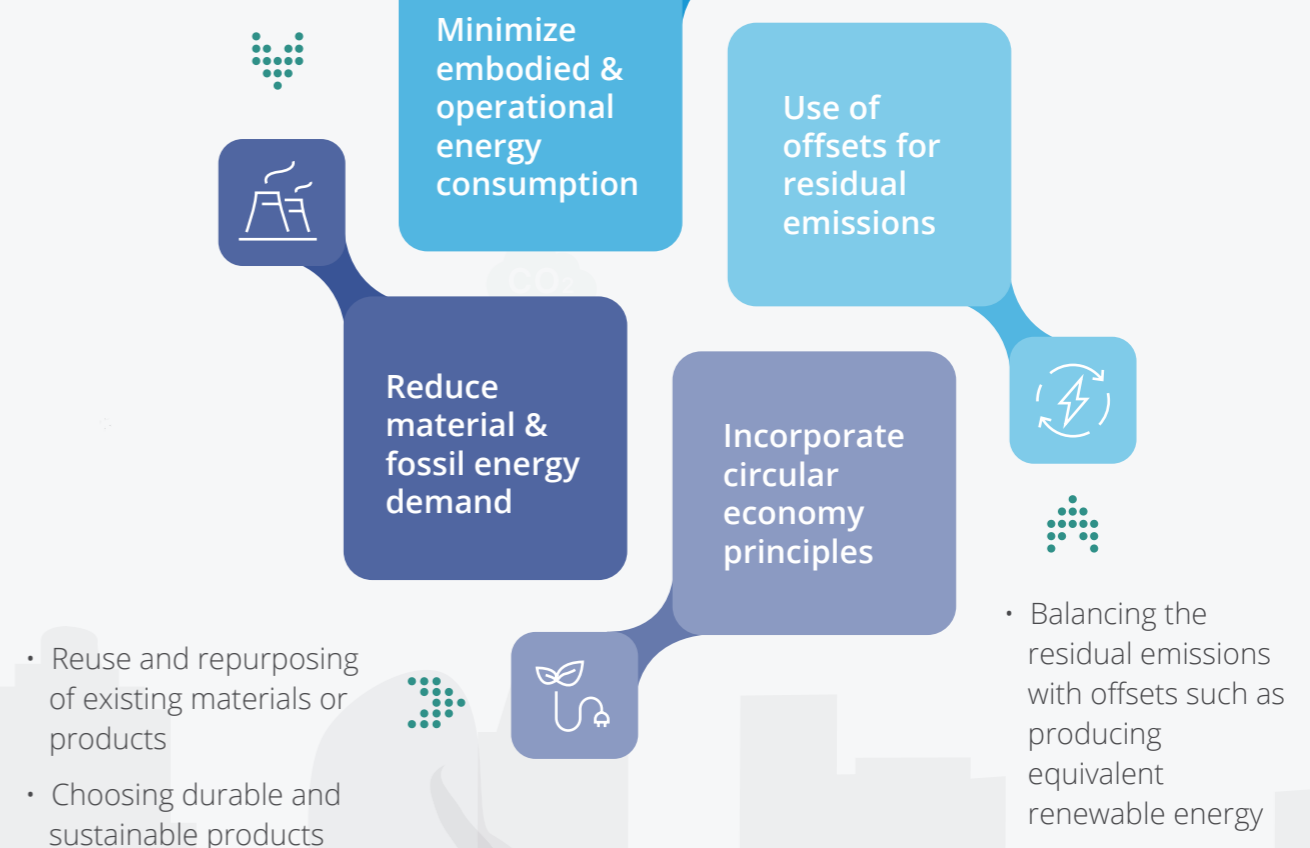 Minimize
embodied &
operational
energy
consumption
Use of
offsets for
residual
emissions
CO₂
Reduce
material &
fossil energy
demand
Incorporate
circular
economy
principles
• Reuse and repurposing
of existing materials or
products
• Choosing durable and
sustainable products
• Balancing the
residual emissions
with offsets such as
producing
equivalent
renewable energy